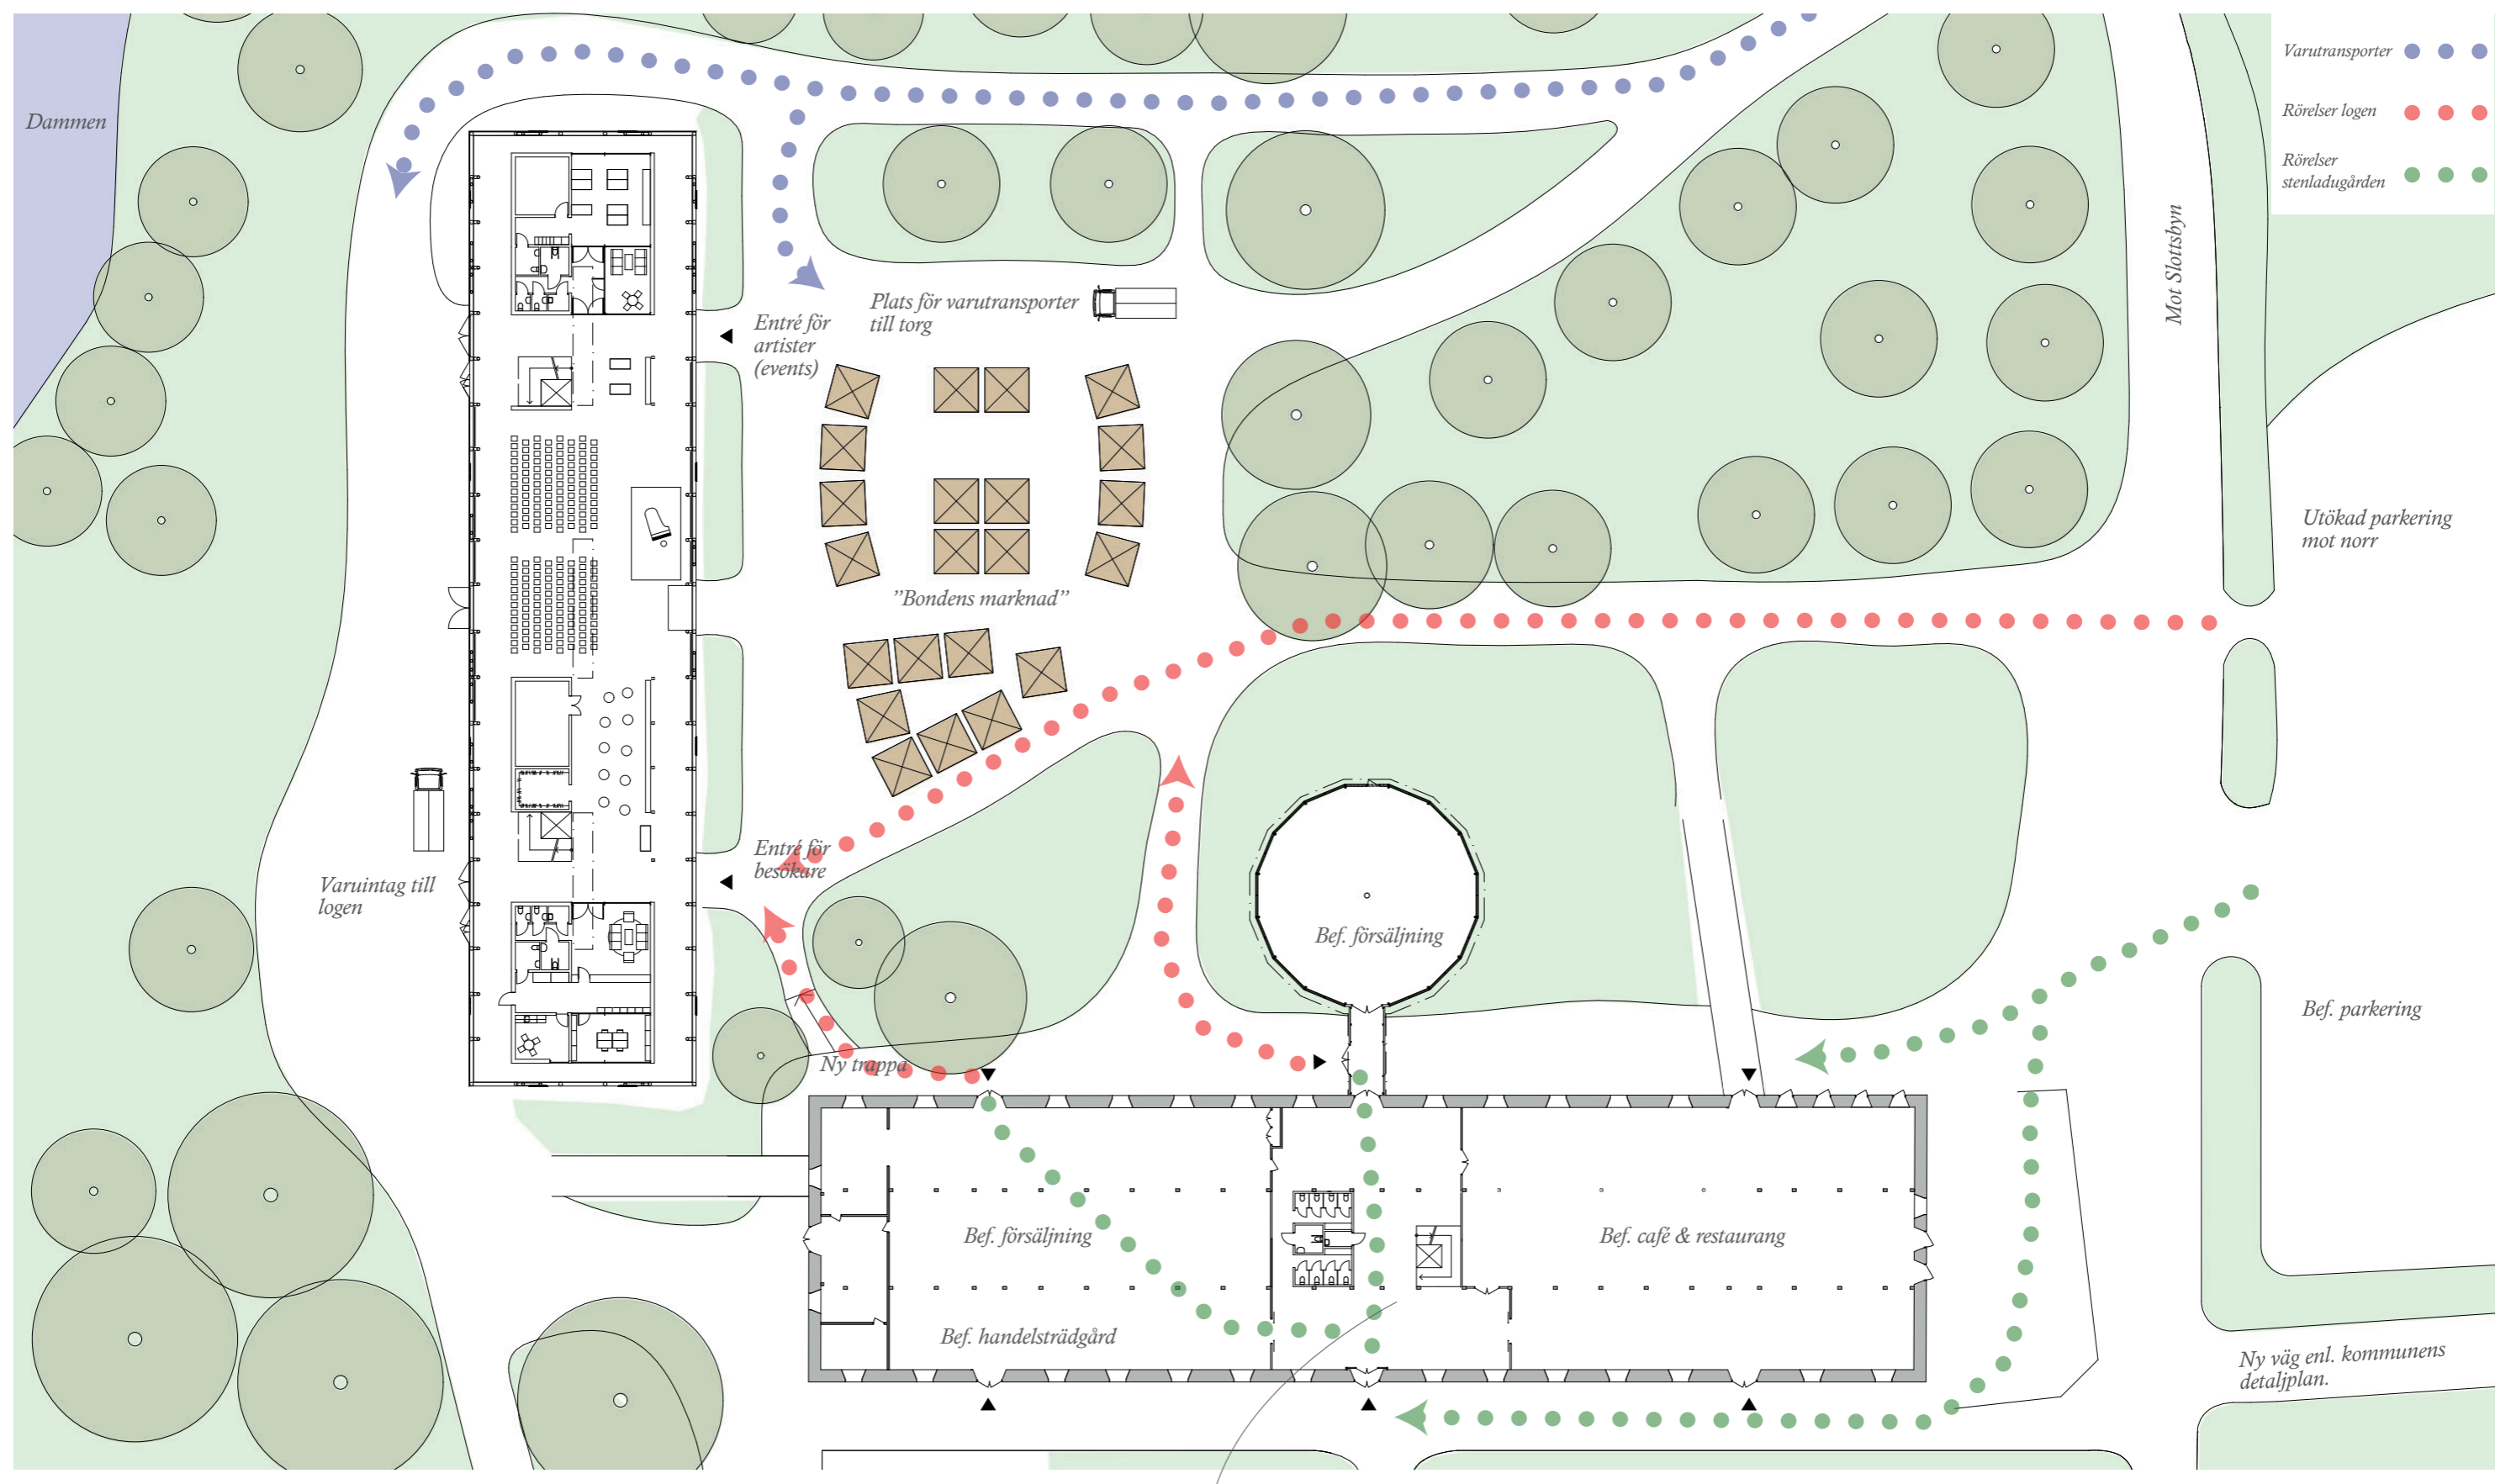 Varutransporter
Rörelser logen
Rörelser
stenladugården
Dammen
Mot Slottsbyn
Plats för varutransporter
till torg
Entré för
artister
(events)
Utökad parkering
mot norr
"Bondens marknad"
Entré för
besökare
Varuintag till
logen
Bef. försäljning
Bef. parkering
Ny trappa
Bef. försäljning
Bef. café & restaurang
Bef. handelsträdgård
Ny väg enl. kommunens
detaljplan.